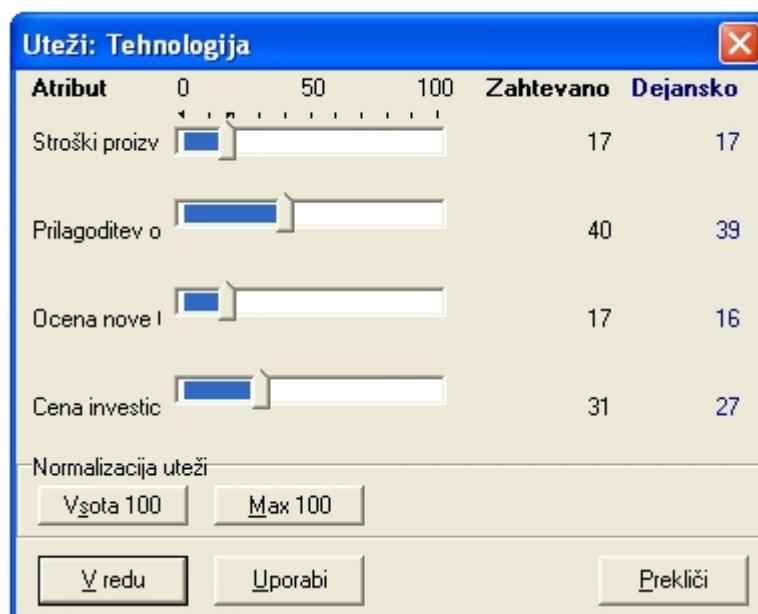 Uteži: Tehnologija
Atribut 0 50 100 Zahtevano Dejansko
Stroški proizv 17 17
Prilagoditev o 40 39
Ocena nove 17 16
Cena investic 31 27
Normalizacija uteži
Vsota 100 Max 100
V redu Uporabi Prekliči